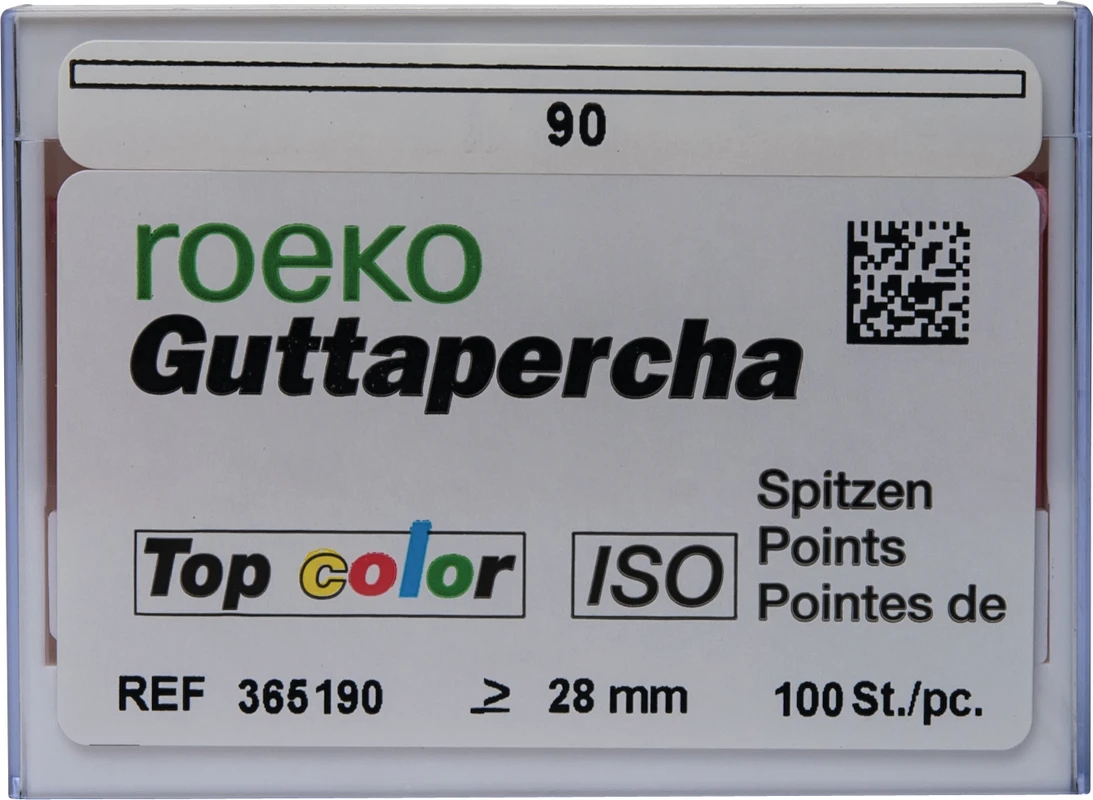 90
roeko
Guttapercha
Top color
ISO
Spitzen
Points
Pointes de
REF 365190 ≥ 28 mm 100 St./pc.